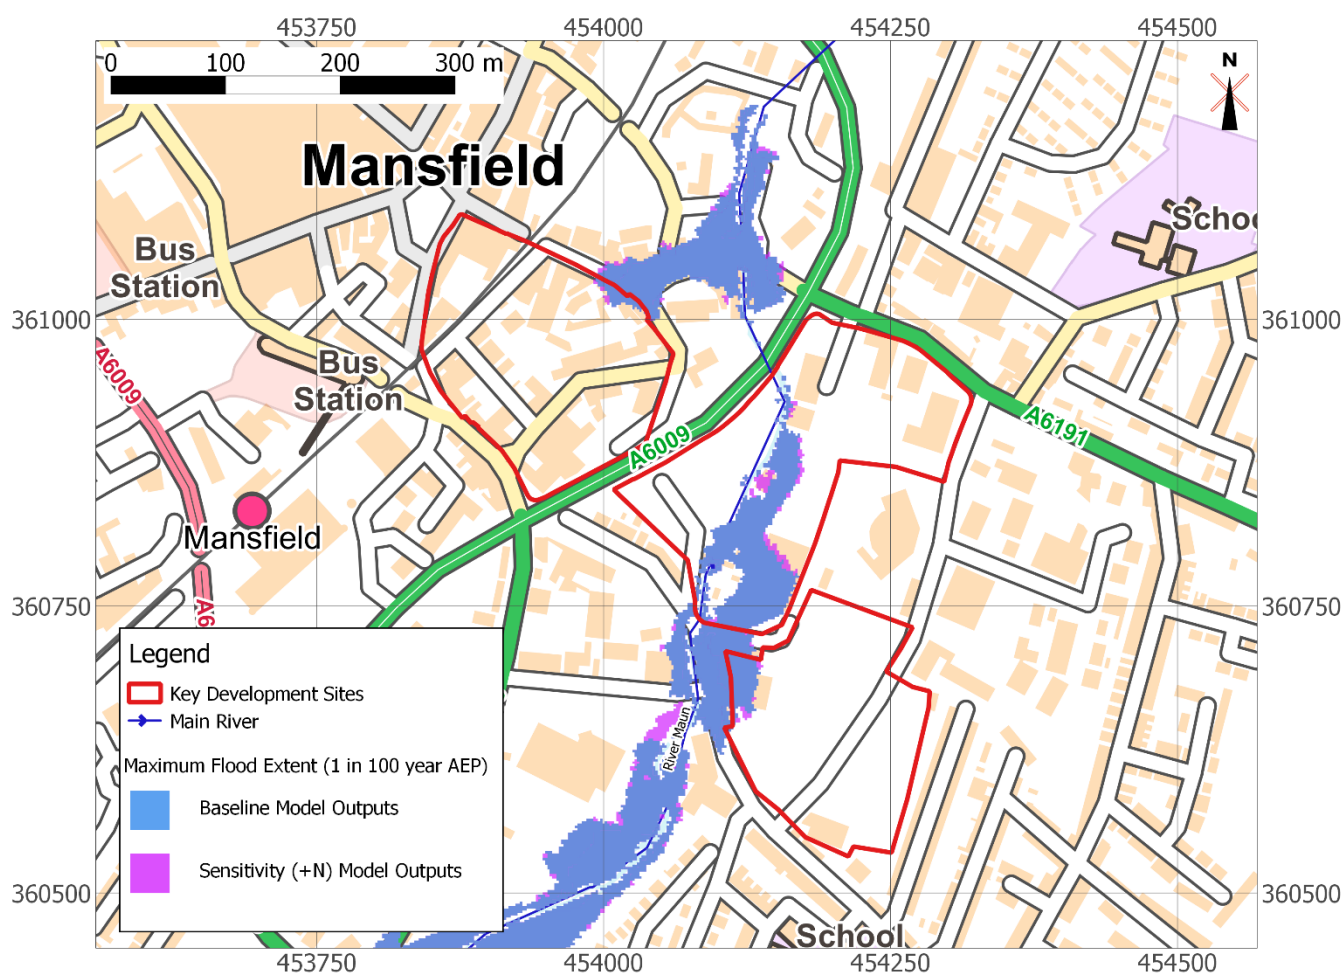 453750 454000 454250 454500
0 100 200 300 m
N
Mansfield
Bus
Station
Schoo
361000 361000
Bus
Station
A6009
A6009
A6191
Mansfield
360750 360750
A6
River Maun
Legend
Key Development Sites
Main River
Maximum Flood Extent (1 in 100 year AEP)
Baseline Model Outputs
Sensitivity (+N) Model Outputs
360500 360500
School
453750 454000 454250 454500